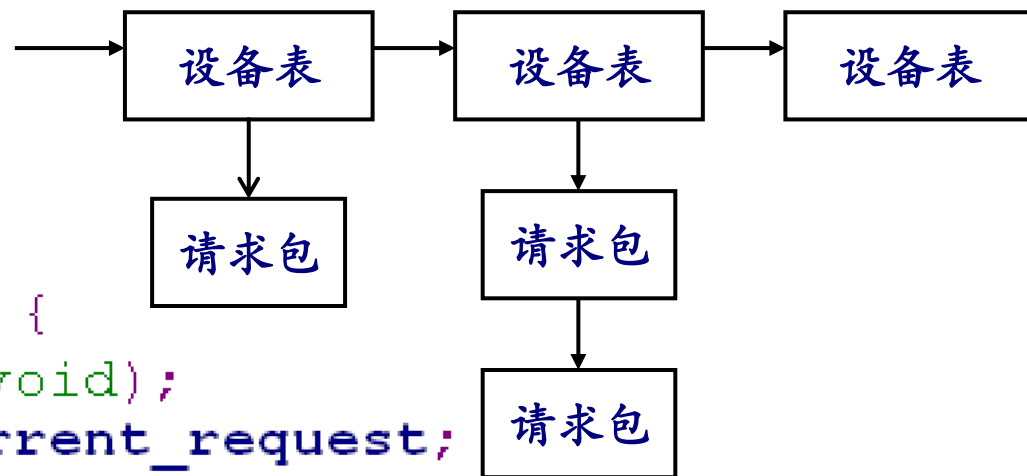 设备表 设备表 设备表
请求包 请求包
{
void);
rrent_request;
请求包